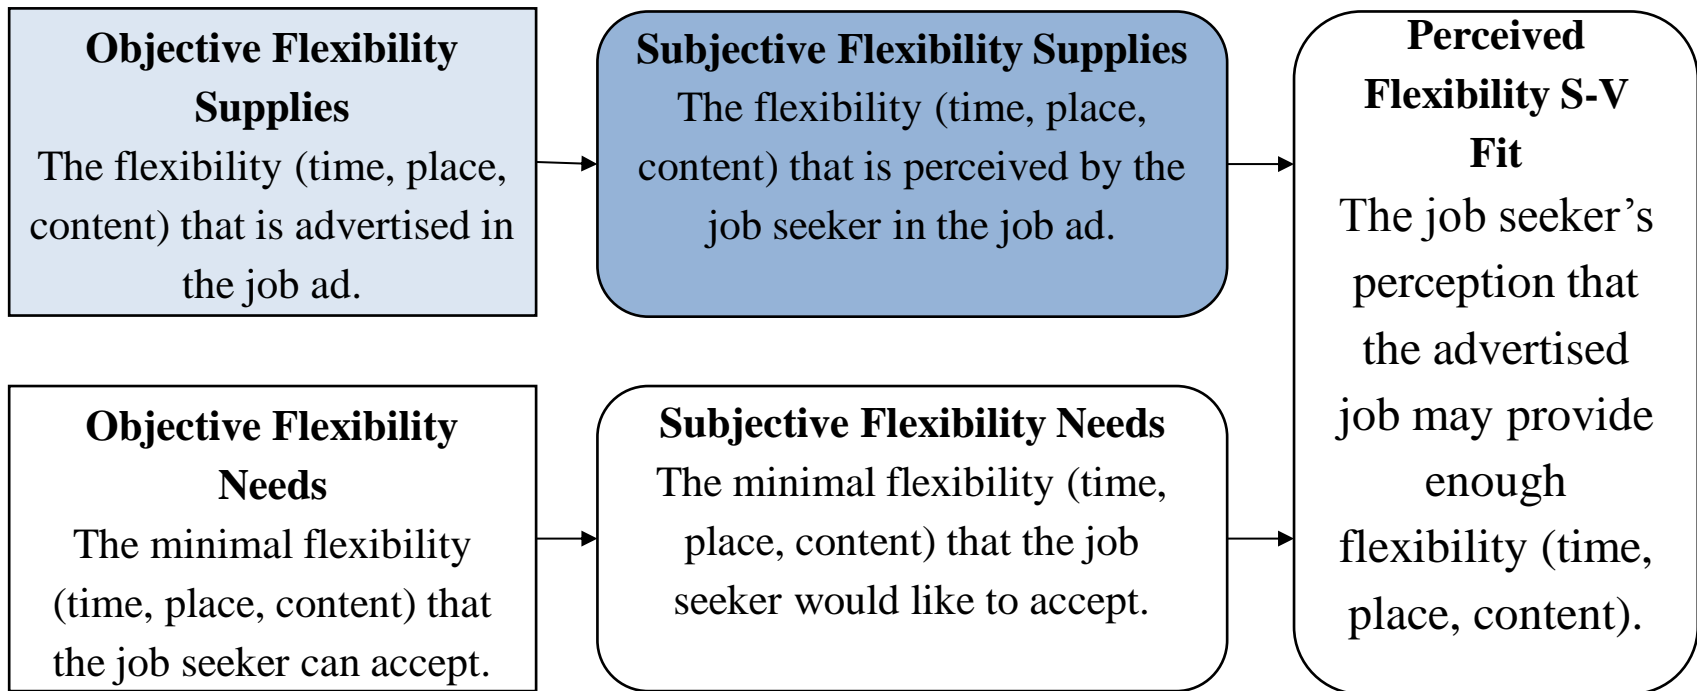 Objective Flexibility
Supplies
The flexibility (time, place,
content) that is advertised in
the job ad.
Subjective Flexibility Supplies
The flexibility (time, place,
content) that is perceived by the
job seeker in the job ad.
Objective Flexibility
Needs
The minimal flexibility
(time, place, content) that
the job seeker can accept.
Subjective Flexibility Needs
The minimal flexibility (time,
place, content) that the job
seeker would like to accept.
Perceived
Flexibility S-V
Fit
The job seeker’s
perception that
the advertised
job may provide
enough
flexibility (time,
place, content).